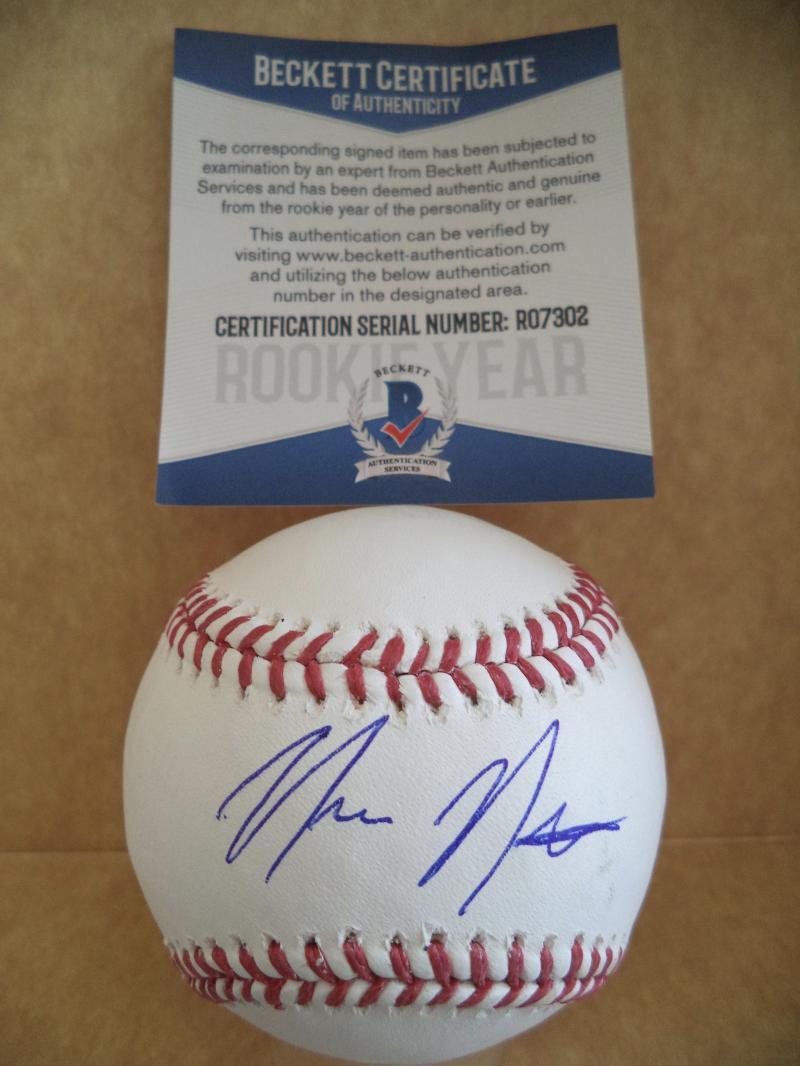 BECKETT CERTIFICATE
OF AUTHENTICITY
The corresponding signed item has been subjected to
examination by an expert from Beckett Authentication
Services and has been deemed authentic and genuine
from the rookie year of the personality or earlier.
This authentication can be verified by
visiting www.beckett-authentication.com
and utilizing the below authentication
number in the designated area.
CERTIFICATION SERIAL NUMBER: R07302
ROOKIE YEAR
BECKETT
B
AUTHENTICATION
SERVICES